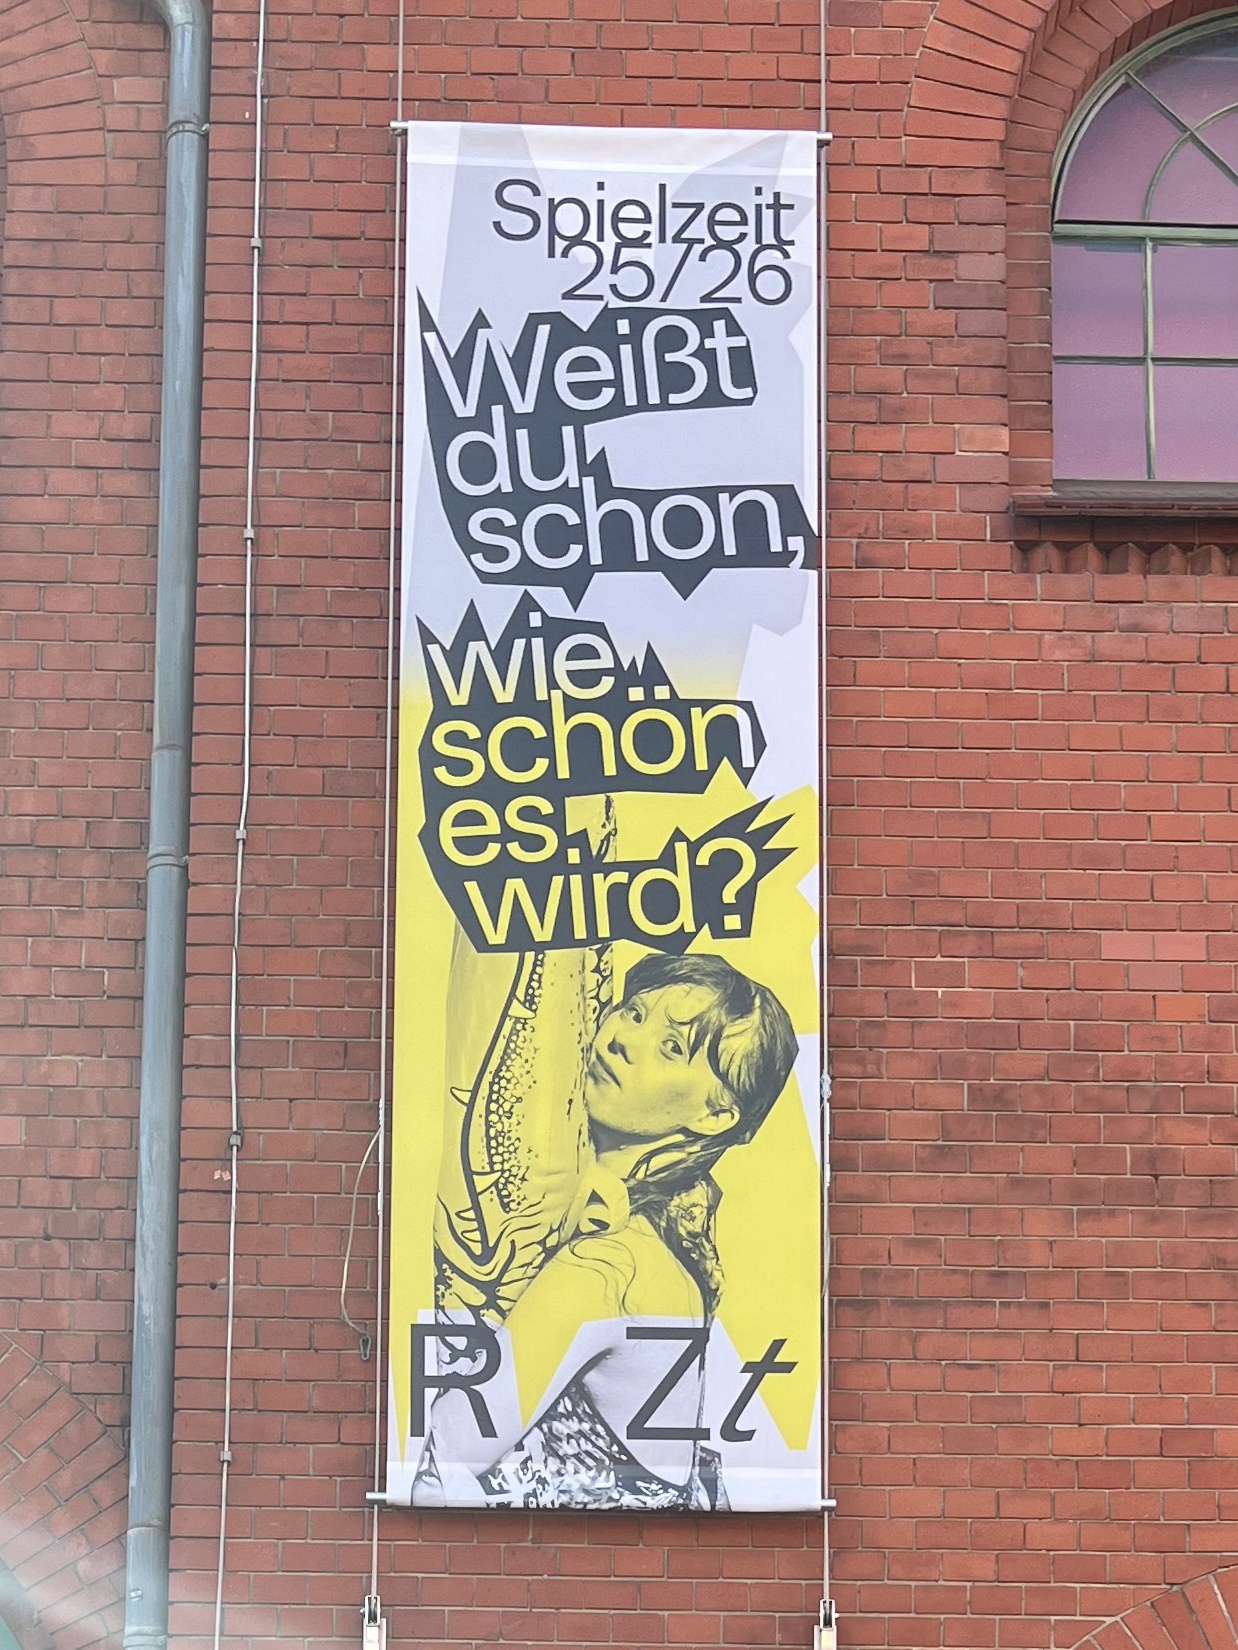 Spielzeit
25/26
Weißt
du
schon,
wie
schön
es
wird?
R Zt